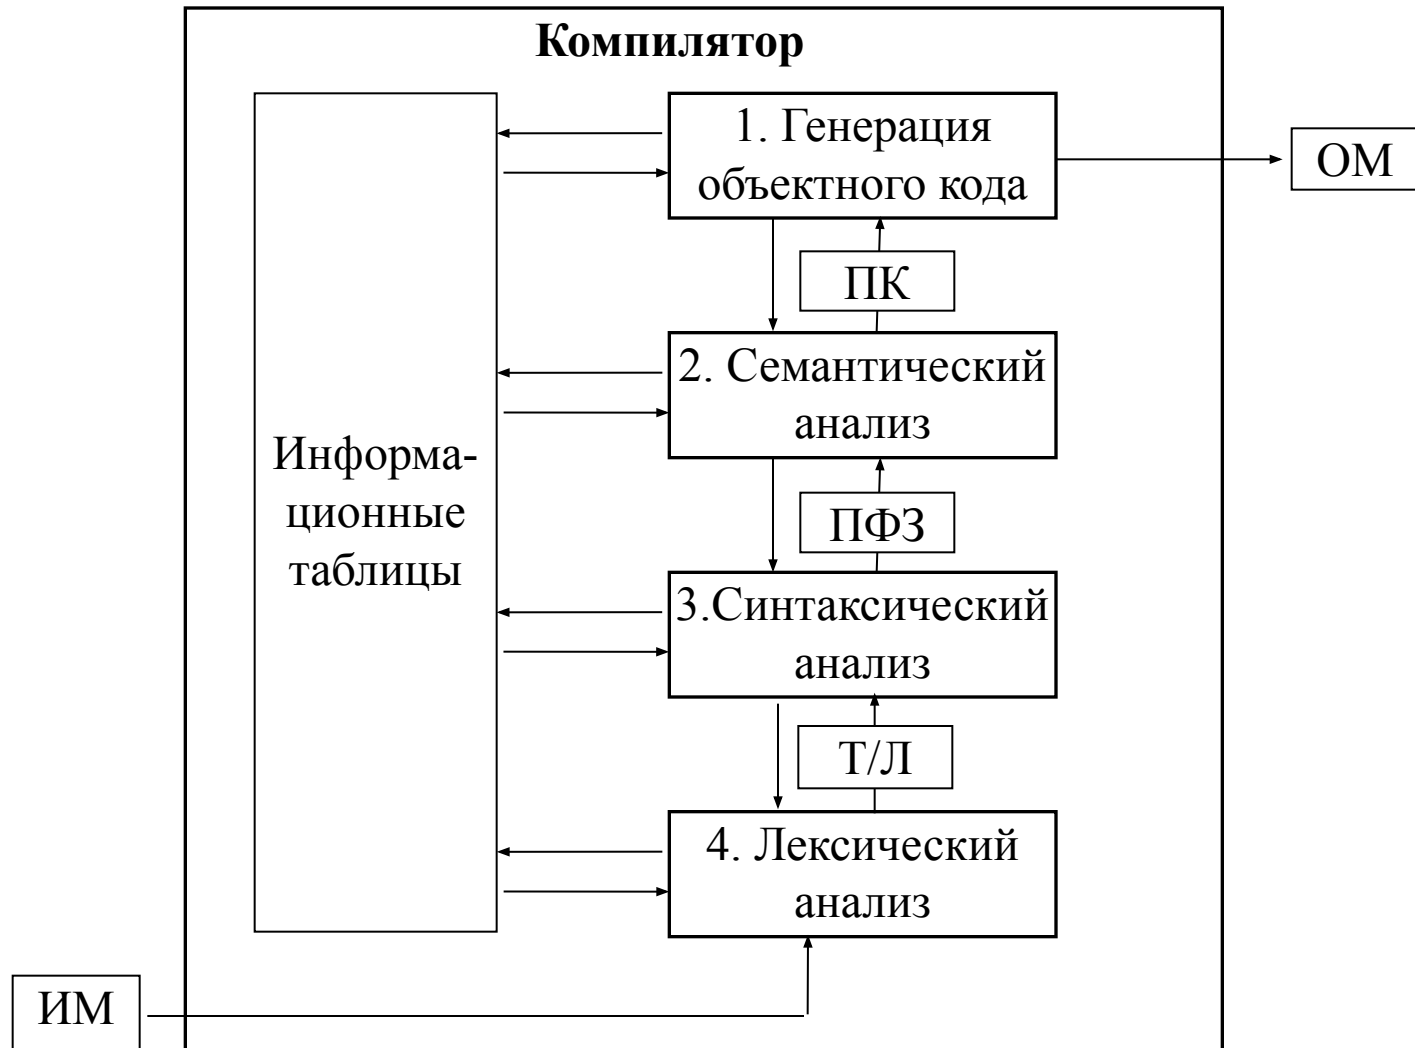 Компилятор
1. Генерация
объектного кода
ОМ
ПК
2. Семантический
анализ
Информа-
ционные
таблицы
ПФЗ
3.Синтаксический
анализ
Т/Л
4. Лексический
анализ
ИМ